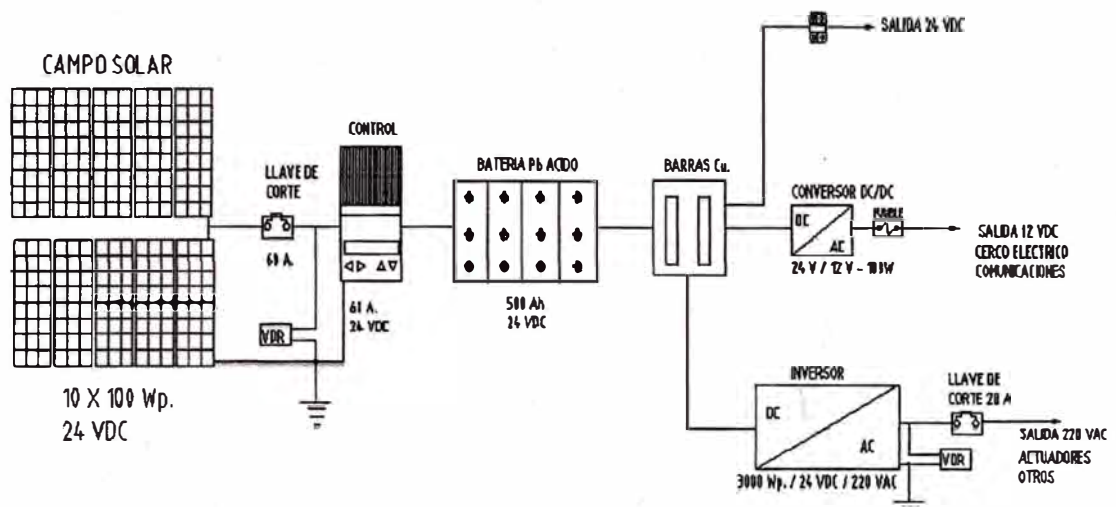 SALIDA 24 VDC
CAMPO SOLAR
CONTROL
LLAVE DE
CORTE
BATERIA Pb ACIDO
BARRAS Cu.
CONVERSOR DC/DC
DC
AC
FUSIBLE
SALIDA 12 VDC
CERCO ELECTRICO
COMUNICACIONES
24 V / 12 V - 100W
60 A.
VDR
500 Ah
24 VDC
24 VDC
10 X 100 Wp.
24 VDC
INVERSOR
DC
AC
3000 Wp. / 24 VDC / 220 VAC
LLAVE DE
CORTE 20 A
SALIDA 220 VAC
VDR
ACTUADORES
OTROS